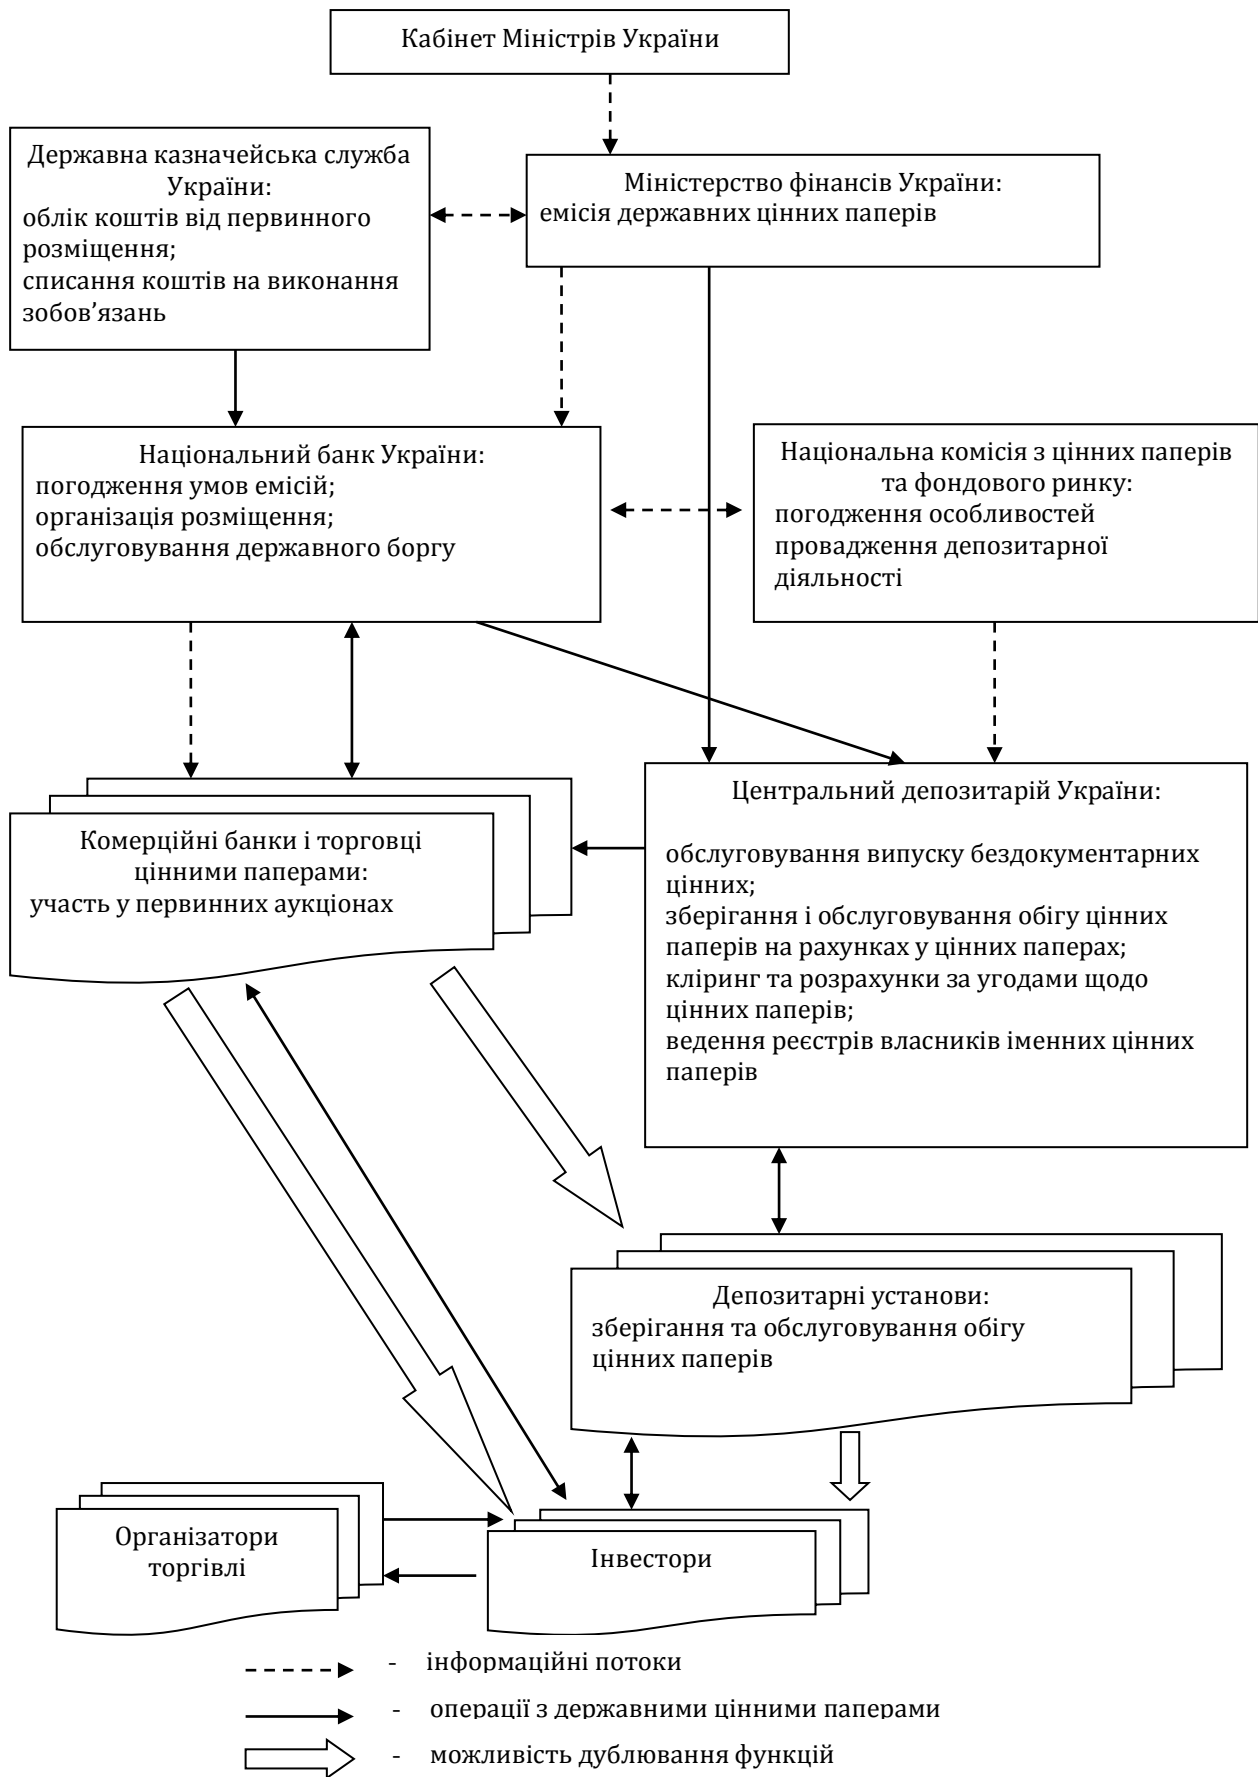 Кабінет Міністрів України
Державна казначейська служба
України:
облік коштів від первинного
розміщення;
списання коштів на виконання
зобов’язань
Міністерство фінансів України:
емісія державних цінних паперів
Національний банк України:
погодження умов емісій;
організація розміщення;
обслуговування державного боргу
Національна комісія з цінних паперів
та фондового ринку:
погодження особливостей
провадження депозитарної
діяльності
Комерційні банки і торговці
цінними паперами:
участь у первинних аукціонах
Центральний депозитарій України:
обслуговування випуску бездокументарних
цінних;
зберігання і обслуговування обігу цінних
паперів на рахунках у цінних паперах;
кліринг та розрахунки за угодами щодо
цінних паперів;
ведення реєстрів власників іменних цінних
паперів
Депозитарні установи:
зберігання та обслуговування обігу
цінних паперів
Організатори
торгівлі
Інвестори
- інформаційні потоки
- операції з державними цінними паперами
- можливість дублювання функцій